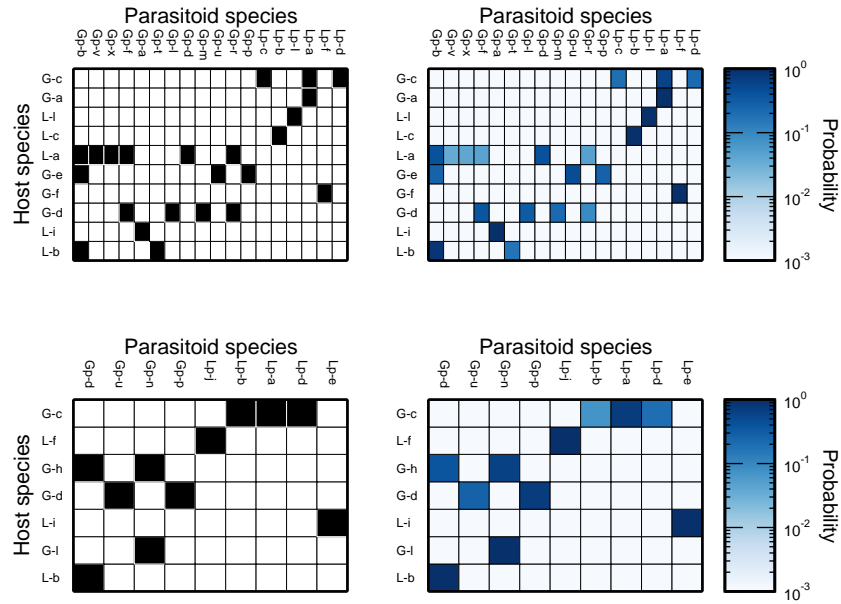 Parasitoid species
Gp-b Gp-v Gp-x Gp-f Gp-a Gp-t Gp-l Gp-d Gp-m Gp-u Gp-r Gp-p Lp-c Lp-b Lp-l Lp-a Lp-f Lp-d
Host species
G-c
G-a
L-l
L-c
L-a
G-e
G-f
G-d
L-i
L-b
Parasitoid species
Gp-b Gp-v Gp-x Gp-f Gp-a Gp-t Gp-l Gp-d Gp-m Gp-u Gp-r Gp-p Lp-c Lp-b Lp-l Lp-a Lp-f Lp-d
G-c
G-a
L-l
L-c
L-a
G-e
G-f
G-d
L-i
L-b
10^0
10^-1
10^-2
10^-3
Probability
Parasitoid species
Gp-d Gp-u Gp-n Gp-p Lp-j Lp-b Lp-a Lp-d Lp-e
Host species
G-c
L-f
G-h
G-d
L-i
G-l
L-b
Parasitoid species
Gp-d Gp-u Gp-n Gp-p Lp-j Lp-b Lp-a Lp-d Lp-e
G-c
L-f
G-h
G-d
L-i
G-l
L-b
10^0
10^-1
10^-2
10^-3
Probability